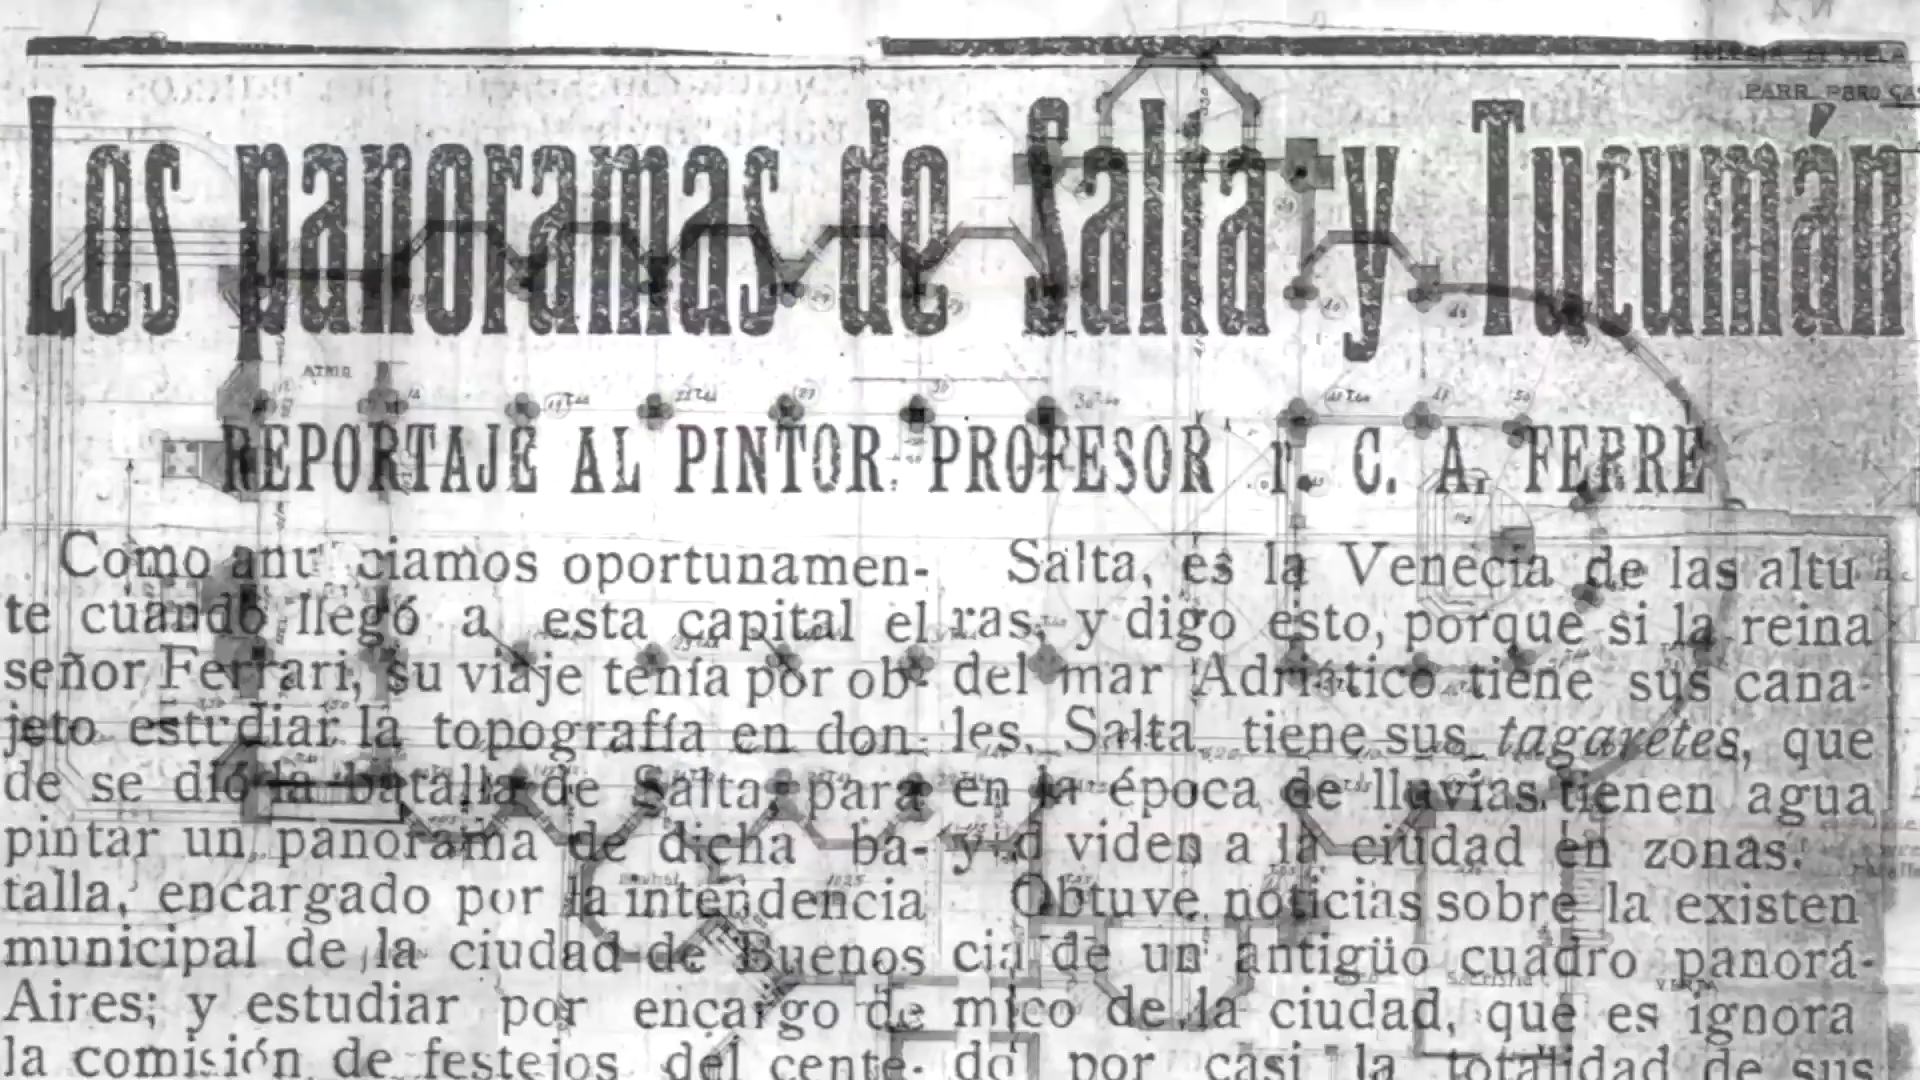 Los panoramas de Salta y Tucumán
REPORTAJE AL PINTOR PROFESOR C. A. FERRE
Como anu ciamos oportunamen-
te cuando llegó a esta capital el
señor Ferrari, su viaje tenía por ob-
jeto estudiar la topografía en don-
de se dió la batalla de Salta para
pintar un panorama de dicha ba-
talla, encargado por la intendencia
municipal de la ciudad de Buenos
Aires; y estudiar por encargo de
la comisión de festejos del cente-
Salta, es la Venecia de las altu
ras, y digo esto, porque si la reina
del mar Adriático tiene sus cana-
les, Salta tiene sus tagaretes, que
en la época de lluvias tienen agua
y d viden a la ciudad en zonas.
Obtuve noticias sobre la existen
cia de un antigüo cuadro panorá-
mico de la ciudad, que es ignora
do por casi la totalidad de sus
ATRIO
PARR